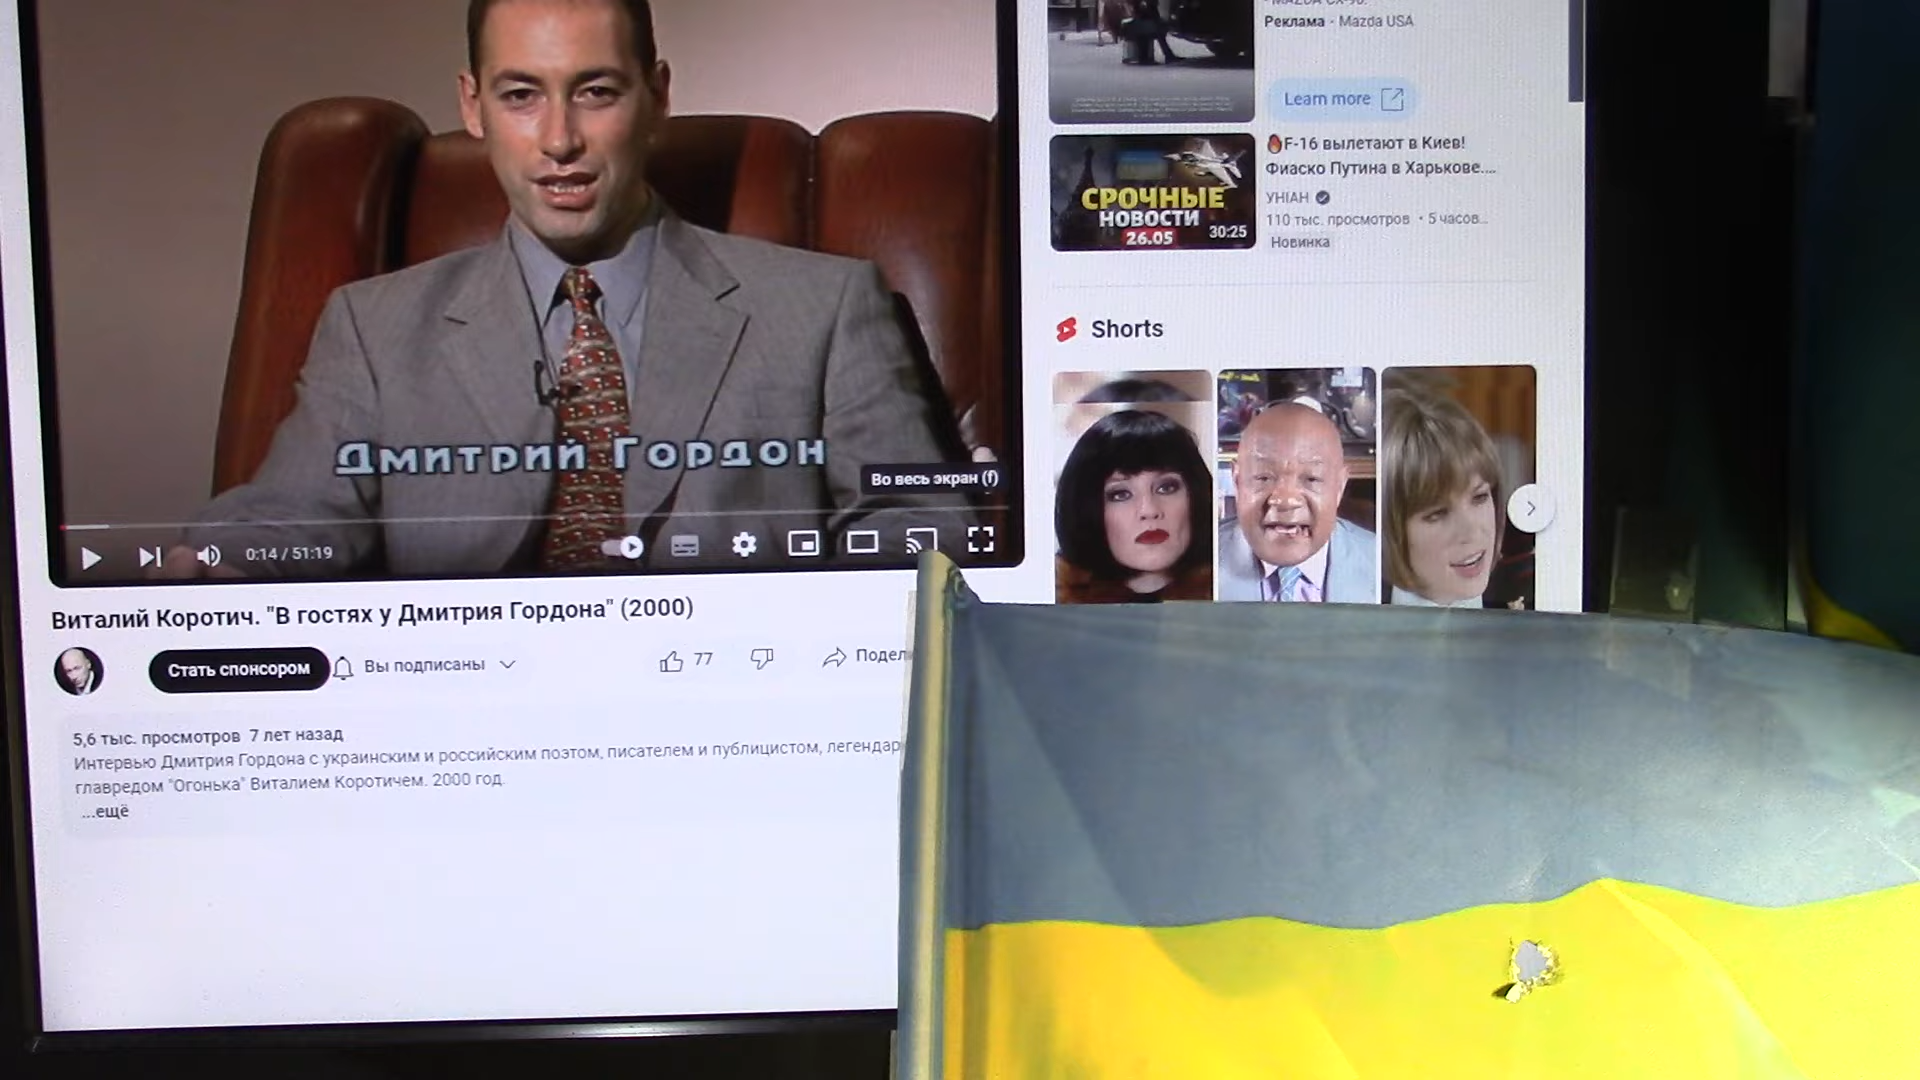 Дмитрий Гордон
Во весь экран (f)
0:14 / 51:19
Виталий Коротич. "В гостях у Дмитрия Гордона" (2000)
Стать спонсором
Вы подписаны
77
Подел
5,6 тыс. просмотров 7 лет назад
Интервью Дмитрия Гордона с украинским и российским поэтом, писателем и публицистом, легендар
главредом "Огонька" Виталием Коротичем. 2000 год.
...ещё
Реклама · Mazda USA
Learn more
СРОЧНЫЕ
НОВОСТИ
26.05
30:25
🔥F-16 вылетают в Киев!
Фиаско Путина в Харькове....
УНІАН
110 тыс. просмотров · 5 часов...
Новинка
Shorts